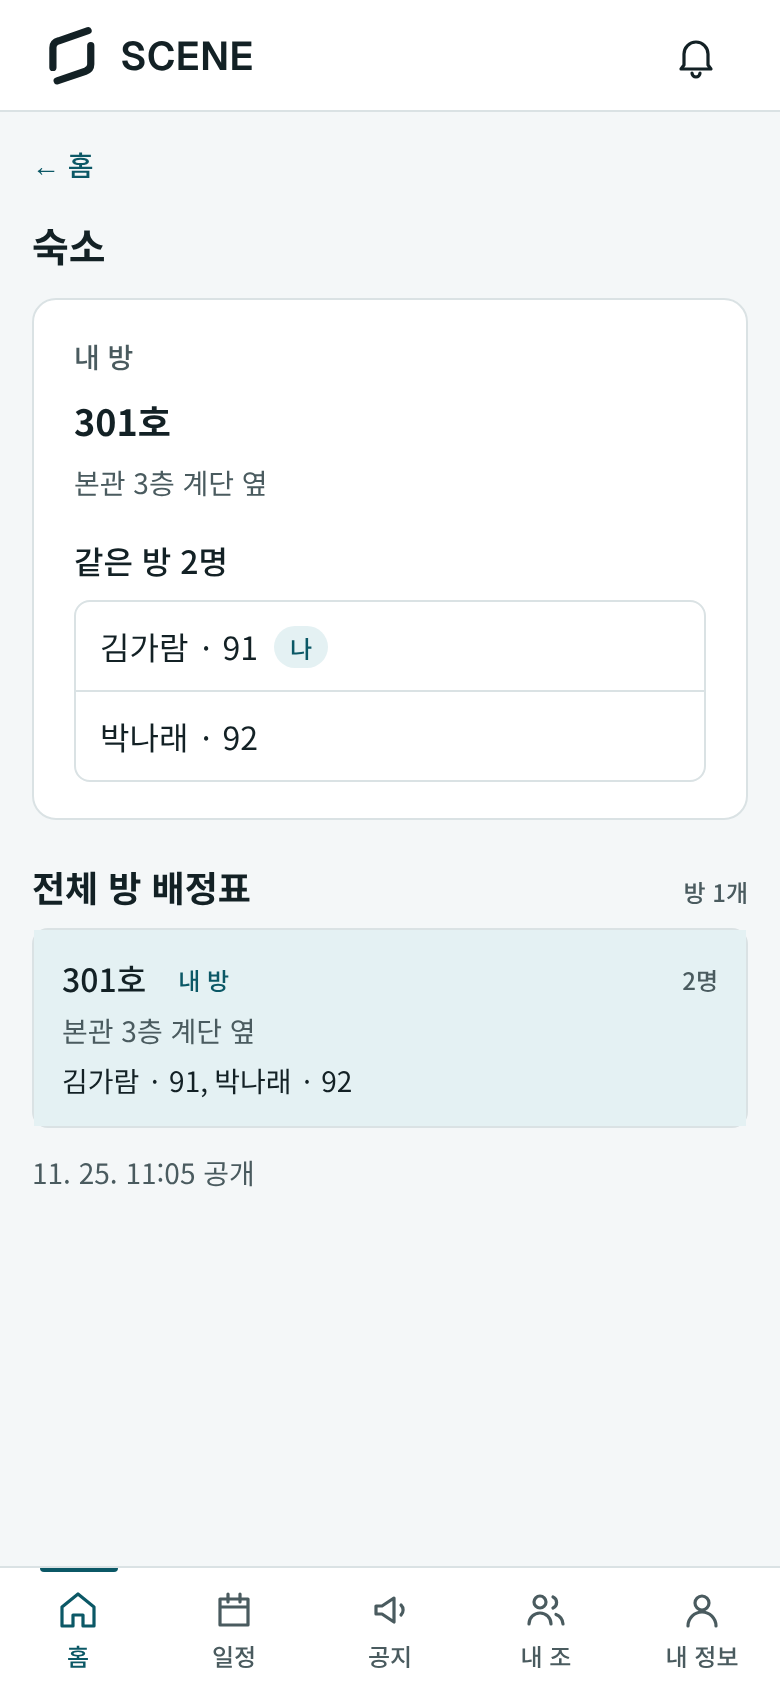 SCENE
← 홈
숙소
내 방
301호
본관 3층 계단 옆
같은 방 2명
김가람 · 91 나
박나래 · 92
전체 방 배정표 방 1개
301호 내 방 2명
본관 3층 계단 옆
김가람 · 91, 박나래 · 92
11. 25. 11:05 공개
홈 일정 공지 내 조 내 정보